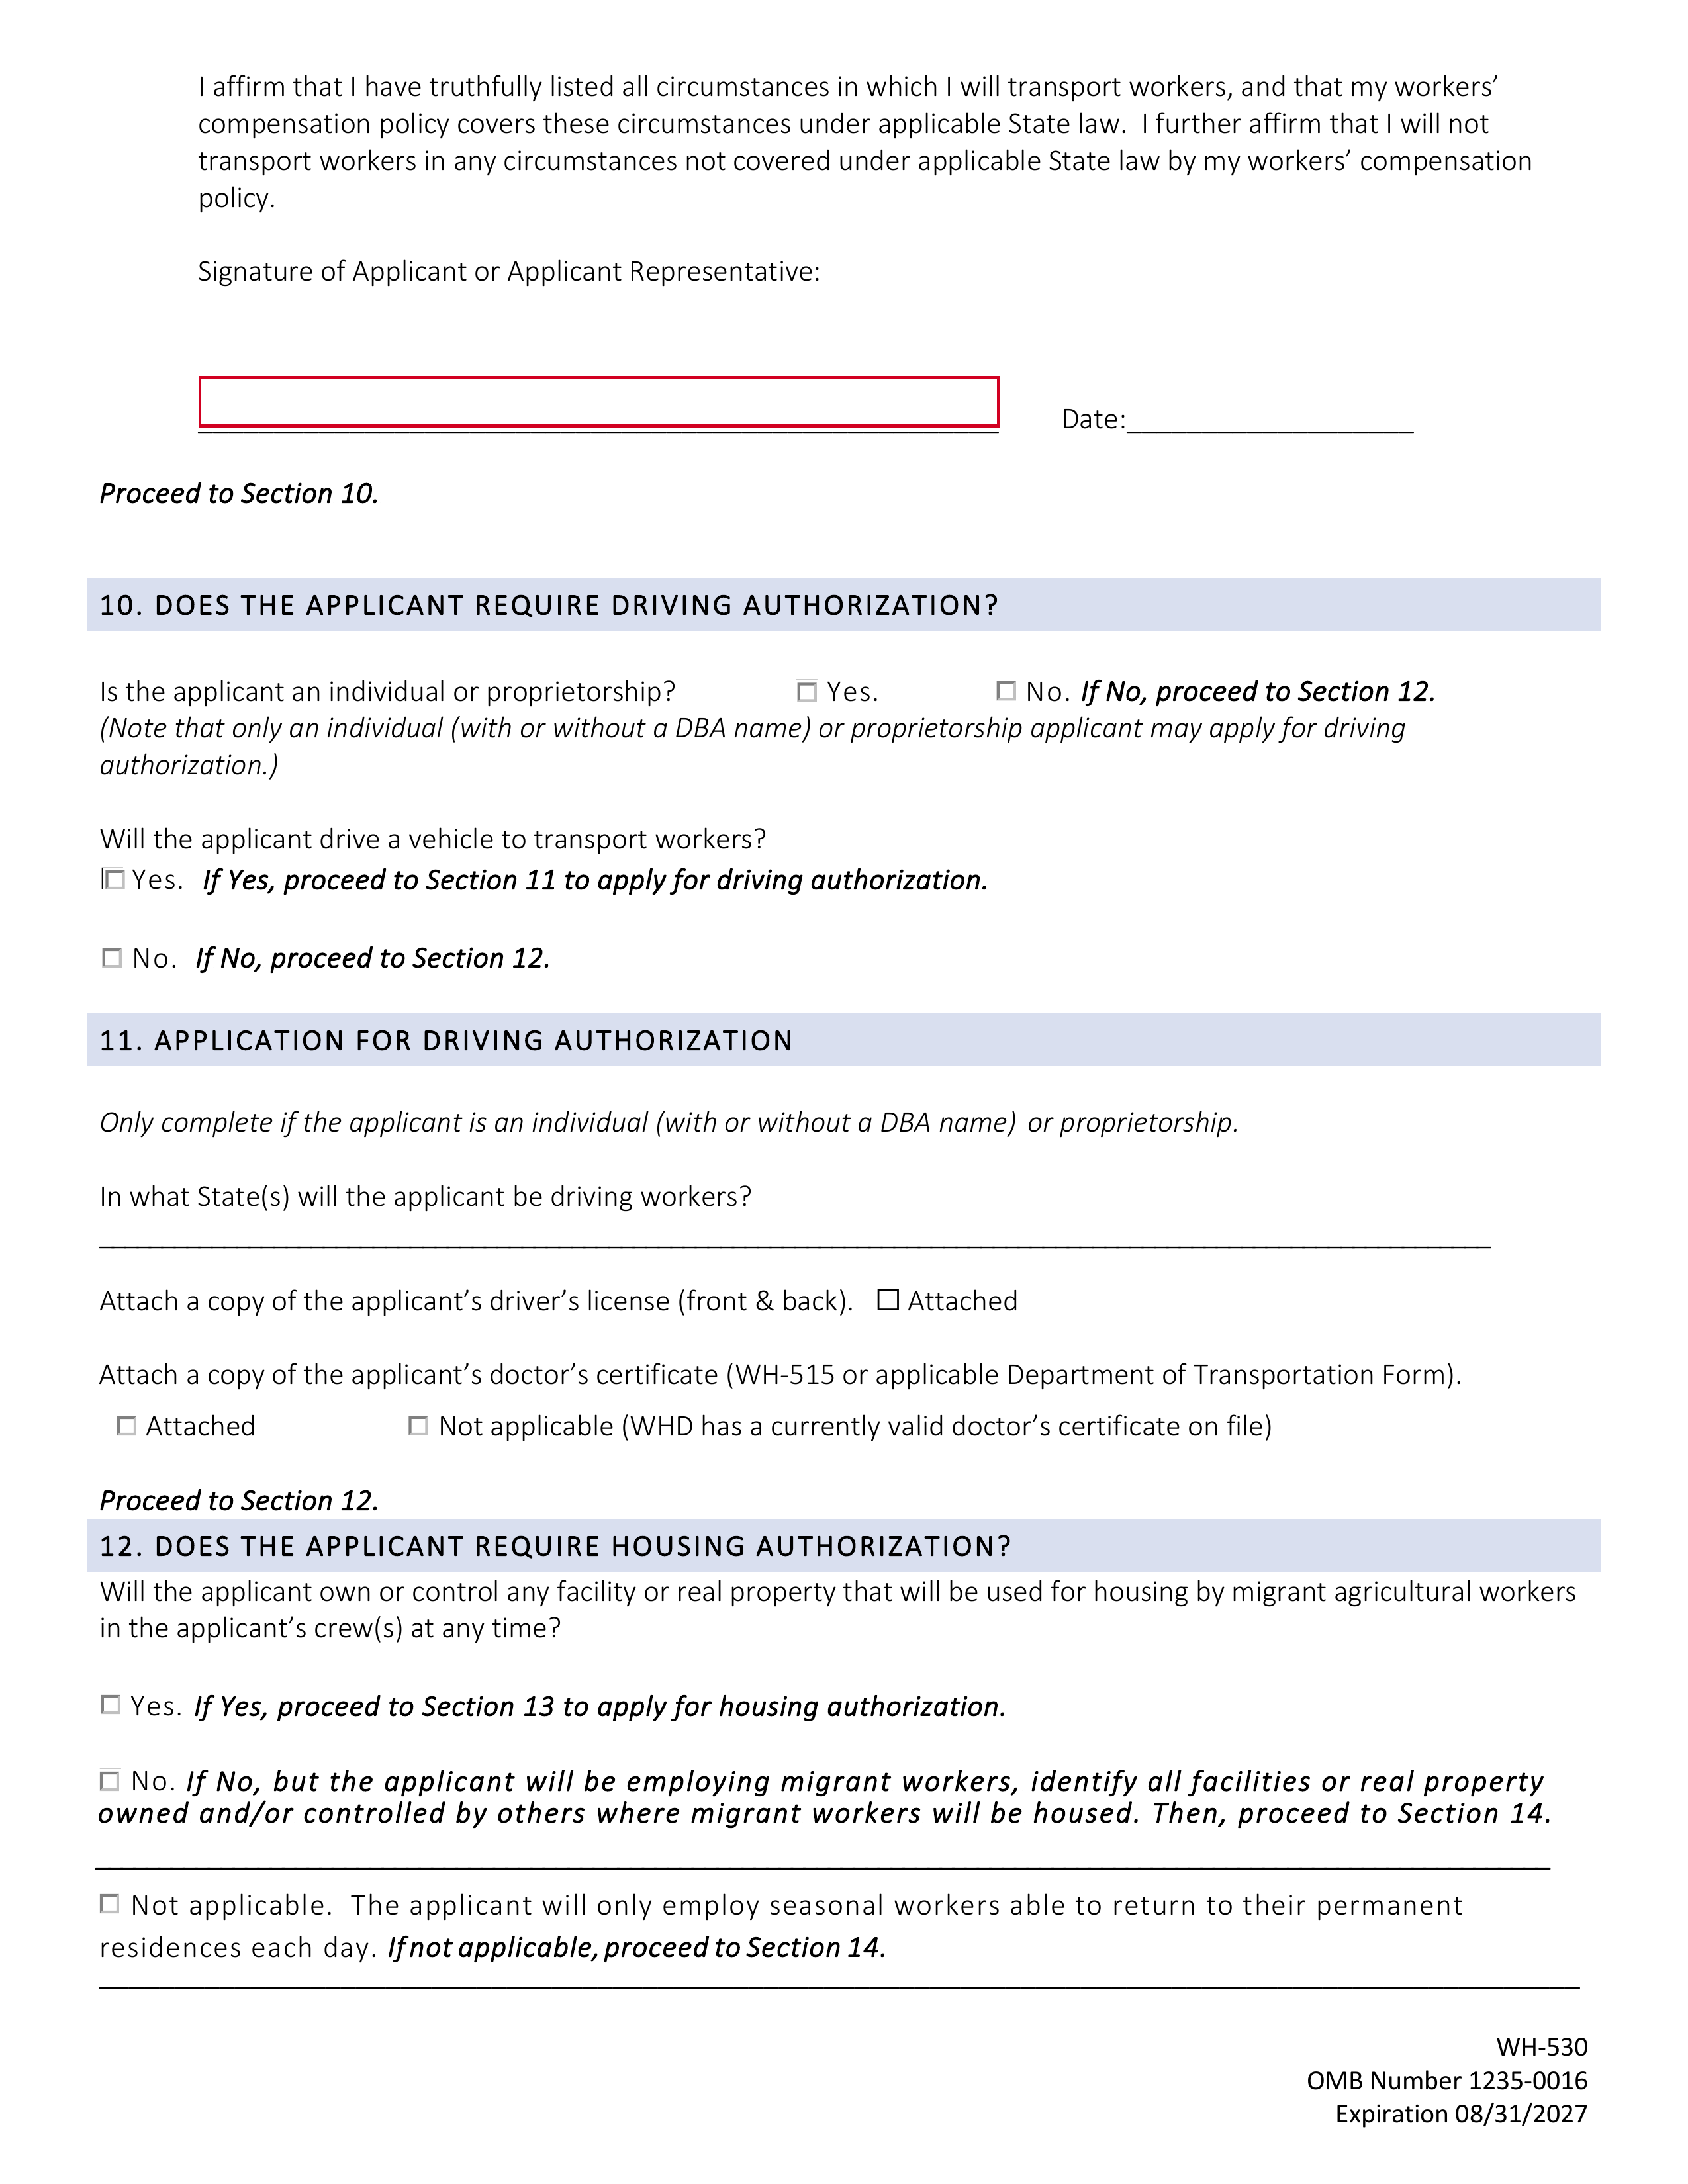 I affirm that I have truthfully listed all circumstances in which I will transport workers, and that my workers’
compensation policy covers these circumstances under applicable State law.  I further affirm that I will not
transport workers in any circumstances not covered under applicable State law by my workers’ compensation
policy.
Signature of Applicant or Applicant Representative:
Date:___________________
Proceed to Section 10.
10. DOES THE APPLICANT REQUIRE DRIVING AUTHORIZATION?
Is the applicant an individual or proprietorship? ☐ Yes. ☐ No. If No, proceed to Section 12.
(Note that only an individual (with or without a DBA name) or proprietorship applicant may apply for driving
authorization.)
Will the applicant drive a vehicle to transport workers?
☐ Yes. If Yes, proceed to Section 11 to apply for driving authorization.
☐ No. If No, proceed to Section 12.
11. APPLICATION FOR DRIVING AUTHORIZATION
Only complete if the applicant is an individual (with or without a DBA name) or proprietorship.
In what State(s) will the applicant be driving workers?
Attach a copy of the applicant’s driver’s license (front & back). ☐ Attached
Attach a copy of the applicant’s doctor’s certificate (WH-515 or applicable Department of Transportation Form).
☐ Attached ☐ Not applicable (WHD has a currently valid doctor’s certificate on file)
Proceed to Section 12.
12. DOES THE APPLICANT REQUIRE HOUSING AUTHORIZATION?
Will the applicant own or control any facility or real property that will be used for housing by migrant agricultural workers
in the applicant’s crew(s) at any time?
☐ Yes. If Yes, proceed to Section 13 to apply for housing authorization.
☐ No. If No, but the applicant will be employing migrant workers, identify all facilities or real property
owned and/or controlled by others where migrant workers will be housed. Then, proceed to Section 14.
☐ Not applicable.  The applicant will only employ seasonal workers able to return to their permanent
residences each day. If not applicable, proceed to Section 14.
WH-530
OMB Number 1235-0016
Expiration 08/31/2027